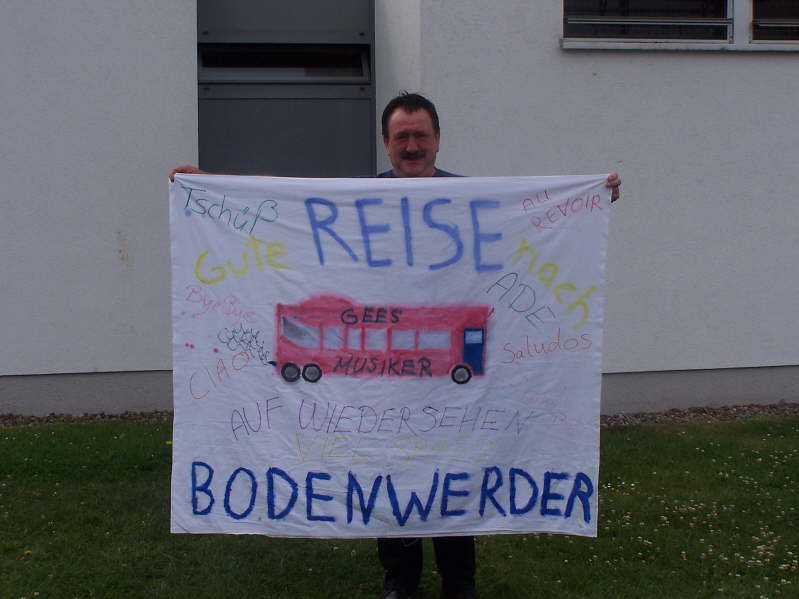 Tschüß
REISE
AU
REVOIR
Gute
nach
Bye Bye
ADE
GEES
MUSIKER
CIAO
Saludos
AUF WIEDERSEHEN
BODENWERDER